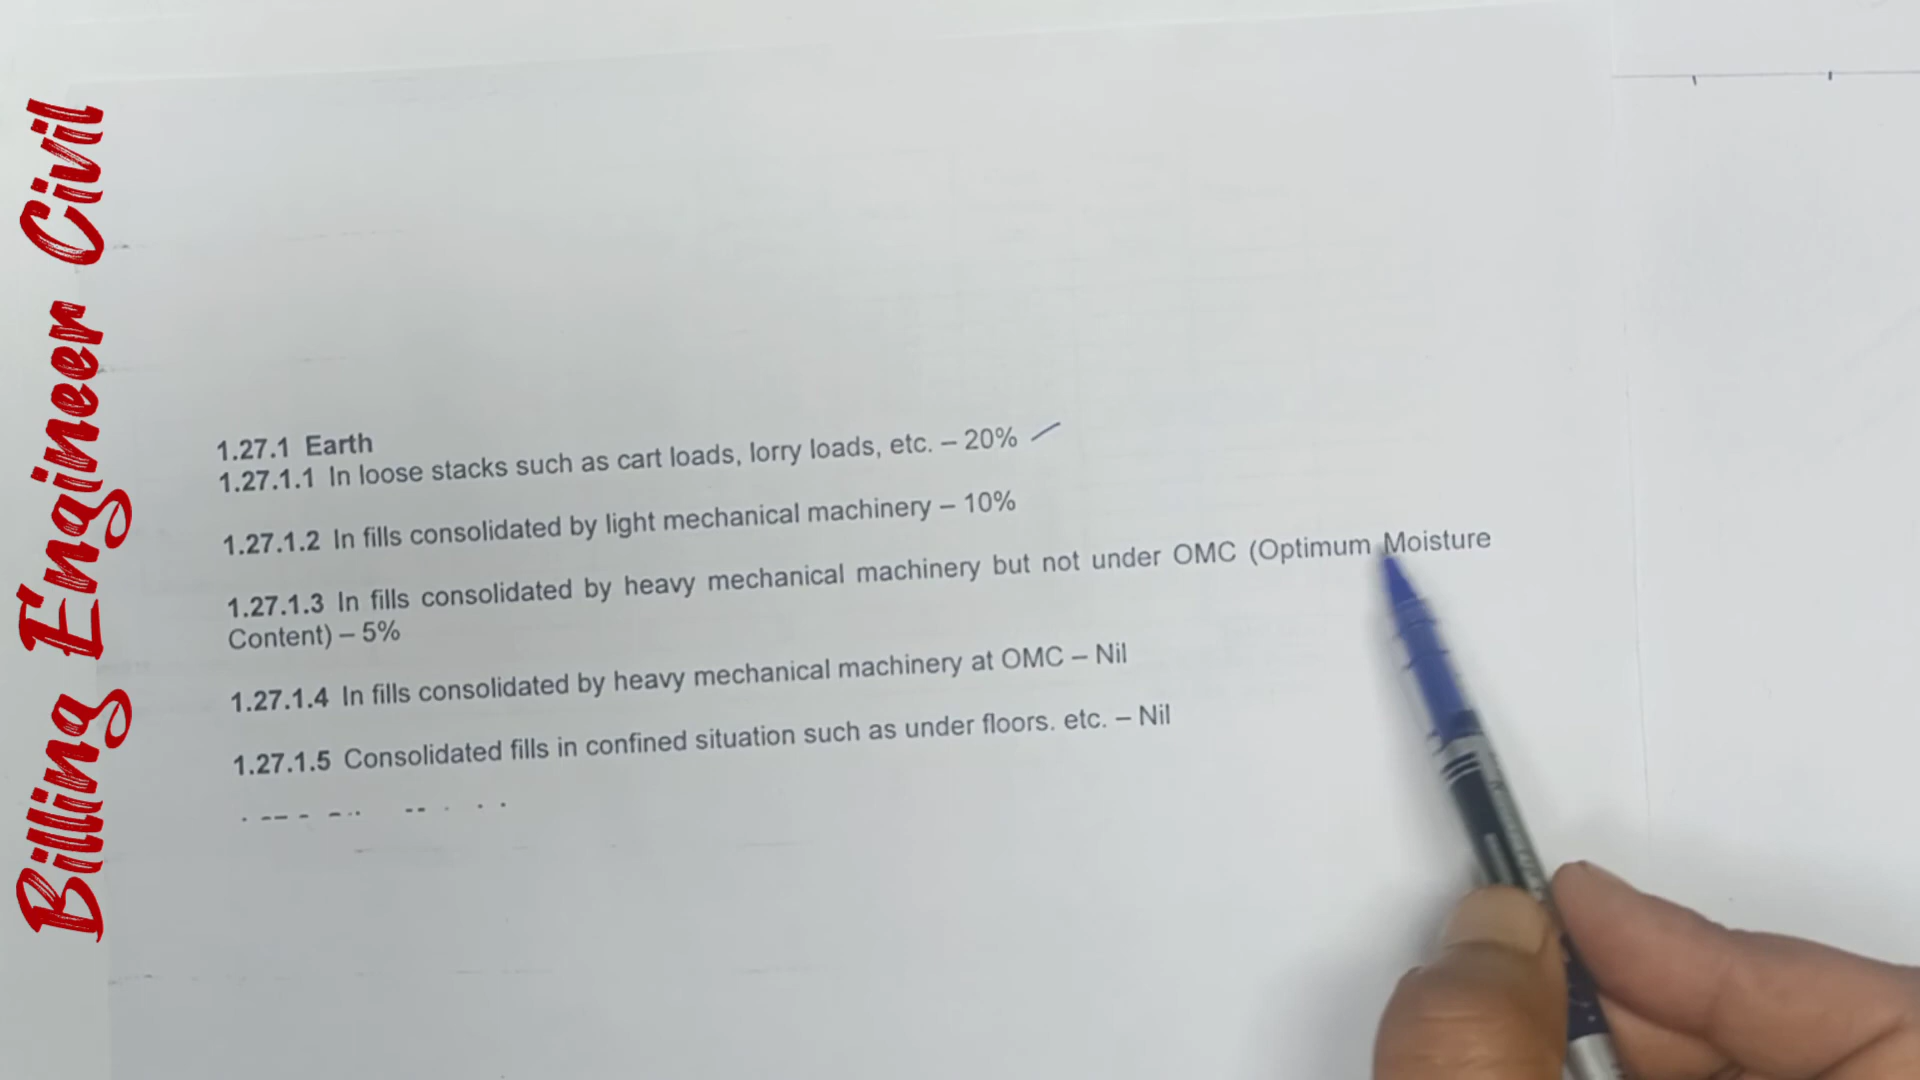 Billing Engineer Civil
1.27.1 Earth
1.27.1.1 In loose stacks such as cart loads, lorry loads, etc. – 20%
1.27.1.2 In fills consolidated by light mechanical machinery – 10%
1.27.1.3 In fills consolidated by heavy mechanical machinery but not under OMC (Optimum Moisture
Content) – 5%
1.27.1.4 In fills consolidated by heavy mechanical machinery at OMC – Nil
1.27.1.5 Consolidated fills in confined situation such as under floors. etc. – Nil